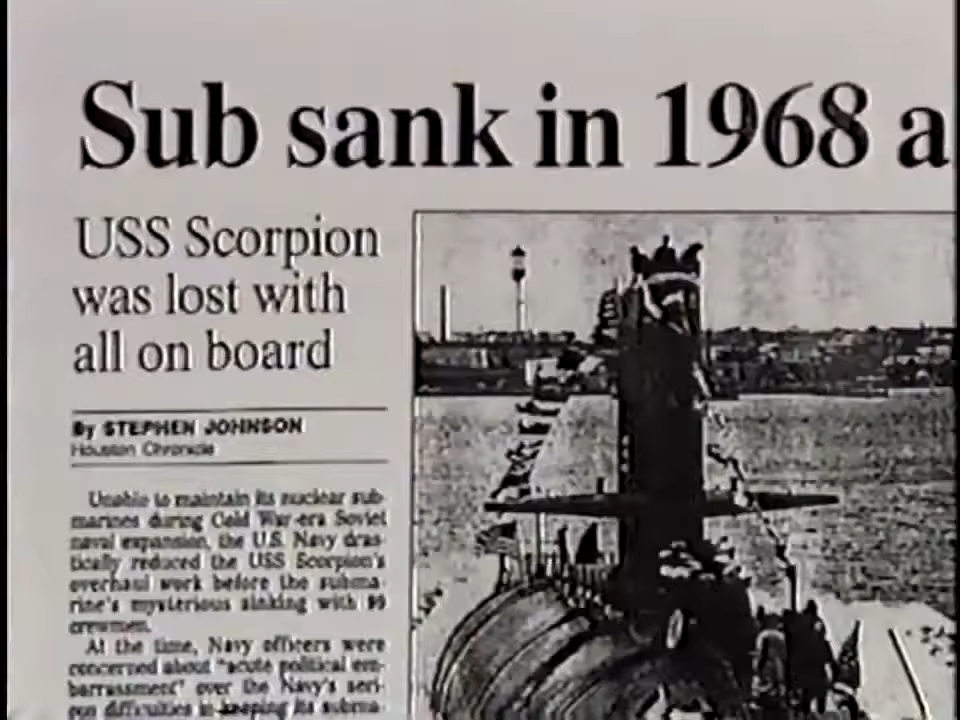 Sub sank in 1968 a
USS Scorpion
was lost with
all on board
By STEPHEN JOHNSON
Houston Chronicle
Unable to maintain its nuclear sub-
marines during Cold War-era Soviet
naval expansion, the U.S. Navy dras-
tically reduced the USS Scorpion's
overhaul work before the subma-
rine's mysterious sinking with 99
crewmen.
At the time, Navy officers were
concerned about "acute political em-
barrassment" over the Navy's seri-
ous difficulties in keeping its subma-